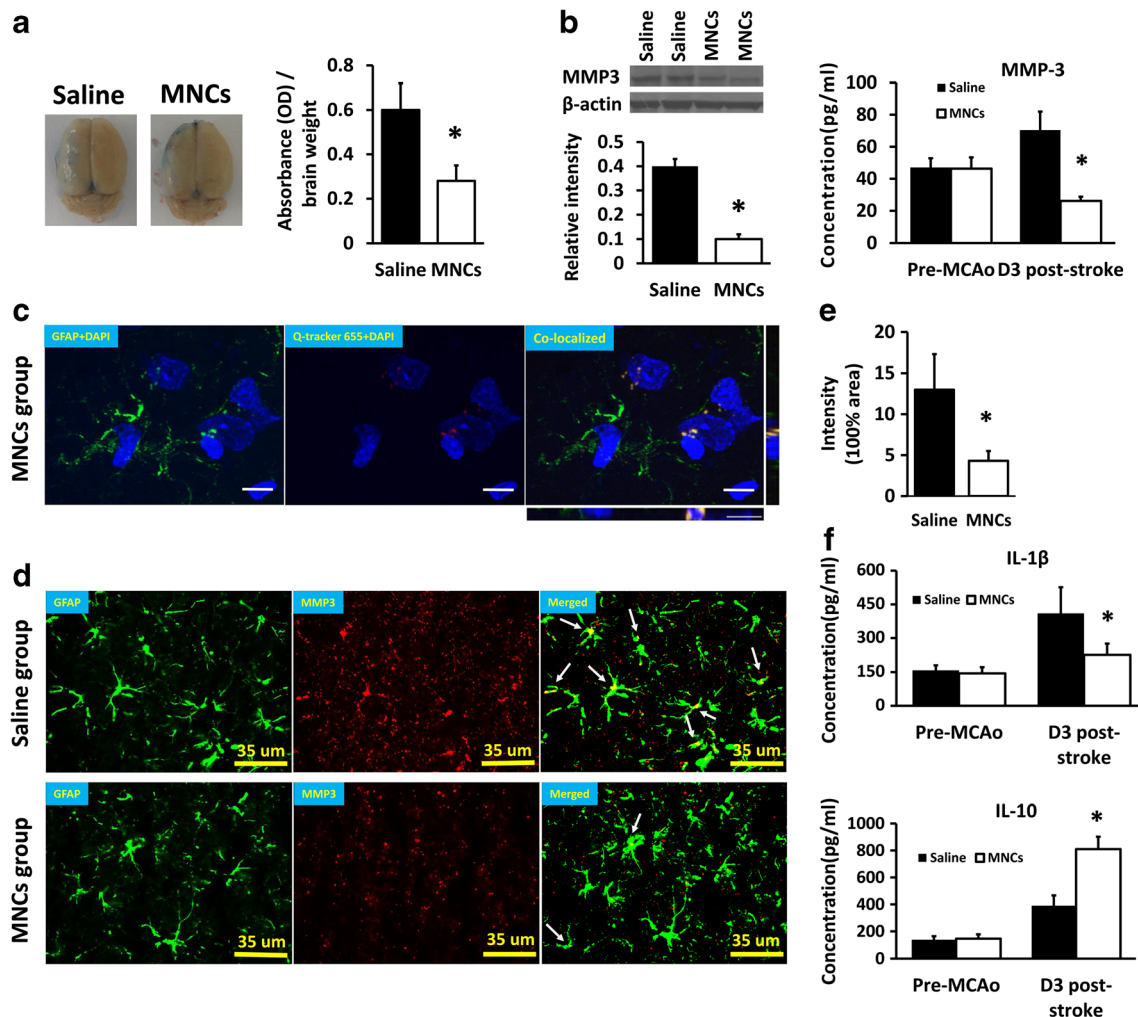 a
Saline
MNCs
Absorbance (OD) /
brain weight
0.8
0.6
0.4
0.2
0
*
Saline MNCs
b
Saline
Saline
MNCs
MNCs
MMP3
β-actin
Relative intensity
0.5
0.4
0.3
0.2
0.1
0
*
Saline
MNCs
MMP-3
Saline
MNCs
Concentration(pg/ml)
100
80
60
40
20
0
*
Pre-MCAo
D3 post-stroke
c
MNCs group
GFAP+DAPI
Q-tracker 655+DAPI
Co-localized
e
Intensity
(100% area)
20
15
10
5
0
*
Saline MNCs
d
Saline group
GFAP
MMP3
Merged
35 um
35 um
35 um
MNCs group
GFAP
MMP3
Merged
35 um
35 um
35 um
f
IL-1β
Concentration(pg/ml)
600
450
300
150
0
Saline
MNCs
*
Pre-MCAo
D3 post-
stroke
IL-10
Concentration(pg/ml)
1000
800
600
400
200
0
Saline
MNCs
*
Pre-MCAo
D3 post-
stroke